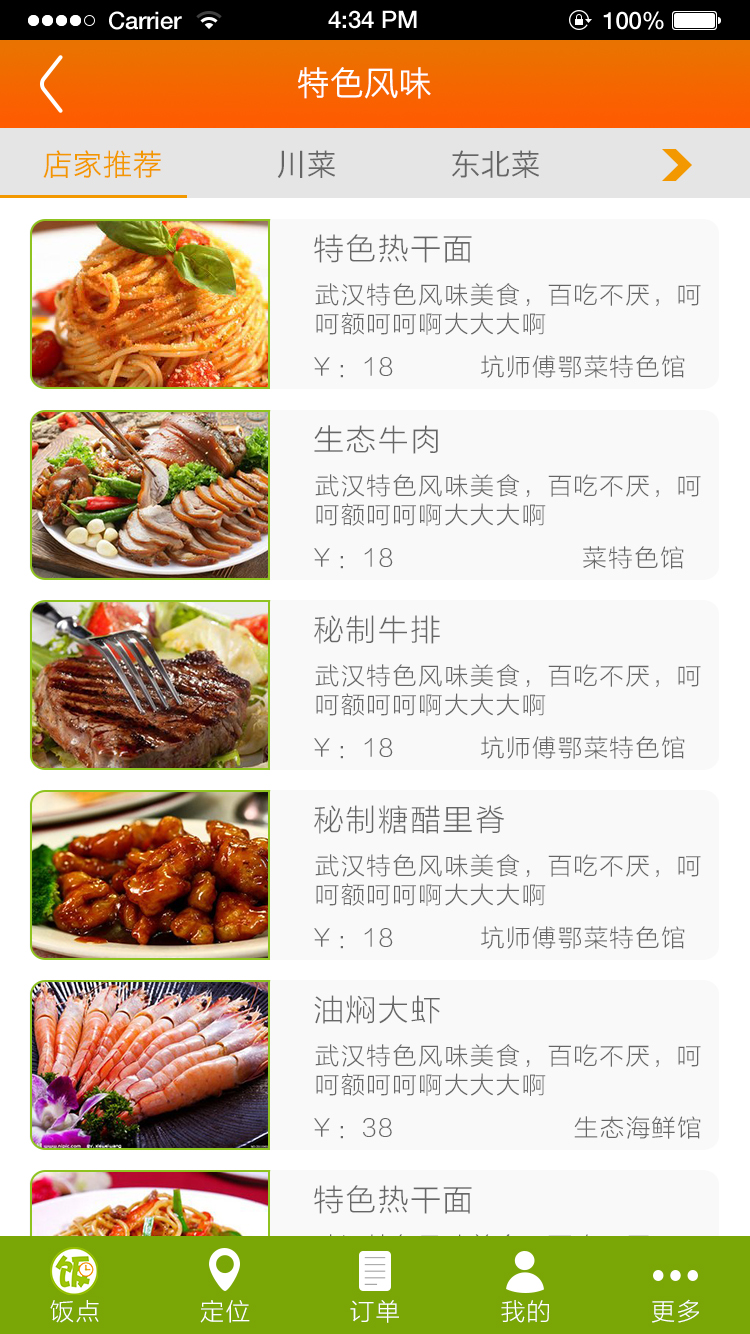 Carrier 4:34 PM 100%
特色风味
店家推荐 川菜 东北菜
特色热干面
武汉特色风味美食，百吃不厌，呵
呵额呵呵啊大大大啊
￥：18 坑师傅鄂菜特色馆
生态牛肉
武汉特色风味美食，百吃不厌，呵
呵额呵呵啊大大大啊
￥：18 菜特色馆
秘制牛排
武汉特色风味美食，百吃不厌，呵
呵额呵呵啊大大大啊
￥：18 坑师傅鄂菜特色馆
秘制糖醋里脊
武汉特色风味美食，百吃不厌，呵
呵额呵呵啊大大大啊
￥：18 坑师傅鄂菜特色馆
油焖大虾
武汉特色风味美食，百吃不厌，呵
呵额呵呵啊大大大啊
￥：38 生态海鲜馆
特色热干面
饭
饭点 定位 订单 我的 更多